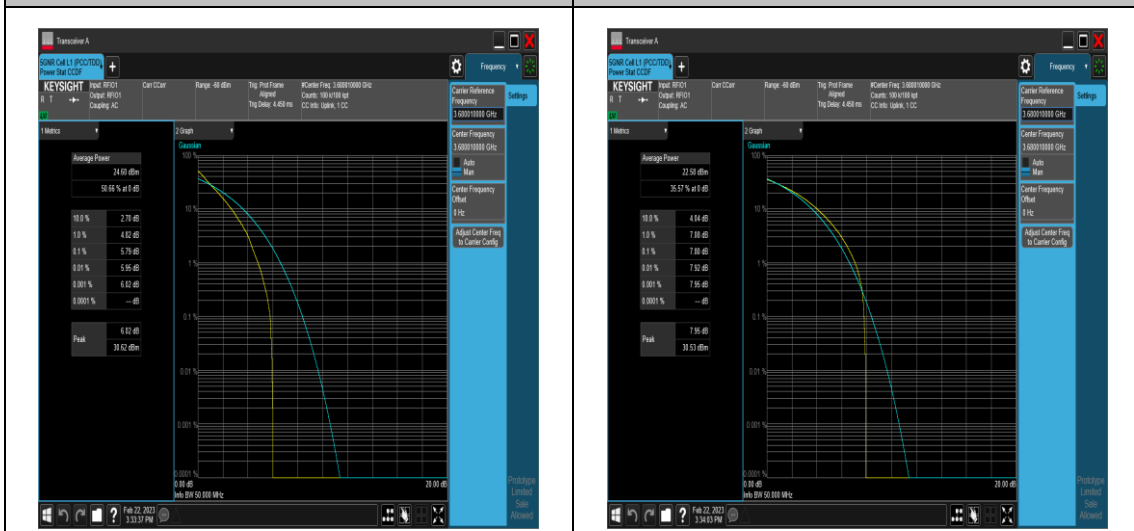 Transceiver A
5GNR Cell L1 (PCC/TDD)
Power Stat CCDF
+
Frequency
KEYSIGHT
R T
Input: RFIO1
Output: RFIO1
Coupling: AC
Corr CCorr
Range: -60 dBm
Trig: Prot Frame
Aligned
Trig Delay: 4.450 ms
#Center Freq: 3.600010000 GHz
Counts: 100 k/100 kpt
CC Info: Uplink, 1 CC
Carrier Reference
Frequency
3.600010000 GHz
Settings
Center Frequency
3.600010000 GHz
Auto
Man
Center Frequency
Offset
0 Hz
Adjust Center Freq
to Carrier Config
1 Metrics
Average Power
24.60 dBm
50.66 % at 0 dB
10.0 % 2.70 dB
1.0 % 4.82 dB
0.1 % 5.79 dB
0.01 % 5.95 dB
0.001 % 6.02 dB
0.0001 % --- dB
Peak
6.02 dB
30.62 dBm
2 Graph
Gaussian
100 %
10 %
1 %
0.1 %
0.01 %
0.001 %
0.0001 %
0.00 dB
20.00 dB
Info BW 50.000 MHz
Prototype
Limited
Sale
Allowed
?
Feb 22, 2023
3:33:37 PM
Transceiver A
5GNR Cell L1 (PCC/TDD)
Power Stat CCDF
+
Frequency
KEYSIGHT
R T
Input: RFIO1
Output: RFIO1
Coupling: AC
Corr CCorr
Range: -60 dBm
Trig: Prot Frame
Aligned
Trig Delay: 4.450 ms
#Center Freq: 3.600010000 GHz
Counts: 100 k/100 kpt
CC Info: Uplink, 1 CC
Carrier Reference
Frequency
3.600010000 GHz
Settings
Center Frequency
3.600010000 GHz
Auto
Man
Center Frequency
Offset
0 Hz
Adjust Center Freq
to Carrier Config
1 Metrics
Average Power
22.58 dBm
35.57 % at 0 dB
10.0 % 4.04 dB
1.0 % 7.08 dB
0.1 % 7.88 dB
0.01 % 7.92 dB
0.001 % 7.95 dB
0.0001 % --- dB
Peak
7.95 dB
30.53 dBm
2 Graph
Gaussian
100 %
10 %
1 %
0.1 %
0.01 %
0.001 %
0.0001 %
0.00 dB
20.00 dB
Info BW 50.000 MHz
Prototype
Limited
Sale
Allowed
?
Feb 22, 2023
3:34:03 PM